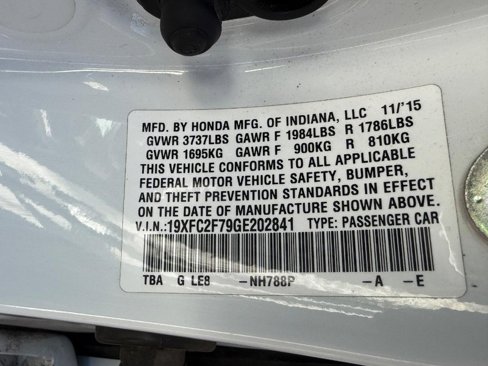 MFD. BY HONDA MFG. OF INDIANA, LLC 11/'15
GVWR 3737LBS GAWR F 1984LBS R 1786LBS
GVWR 1695KG GAWR F 900KG R 810KG
THIS VEHICLE CONFORMS TO ALL APPLICABLE
FEDERAL MOTOR VEHICLE SAFETY, BUMPER,
AND THEFT PREVENTION STANDARDS IN EFFECT
ON THE DATE OF MANUFACTURE SHOWN ABOVE.
V.I.N.:19XFC2F79GE202841 TYPE: PASSENGER CAR
TBA G LE8 -NH788P -A -E